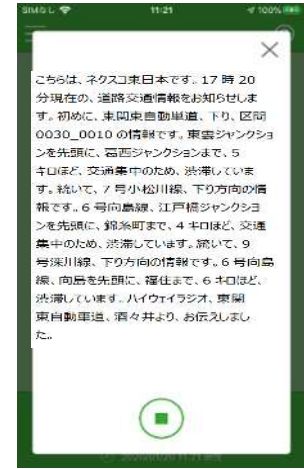 SIMなし 11:21 100%
こちらは、ネクスコ東日本です。. 17 時 20
分現在の、道路交通情報をお知らせしま
す。初めに、東関東自動車道、下り、区間
0030_0010 の情報です。東雲ジャンクショ
ンを先頭に、葛西ジャンクションまで、5
キロほど、交通集中のため、渋滞していま
す。続いて、7 号小松川線、下り方向の情
報です。. 6 号向島線、江戸橋ジャンクショ
ンを先頭に、錦糸町まで、4 キロほど、交通
集中のため、渋滞しています。続いて、9
号深川線、下り方向の情報です。6 号向島
線、向島を先頭に、福住まで、6 キロほど、
渋滞しています。ハイウェイラジオ、東関
東自動車道、酒々井より、お伝えしまし
た。.